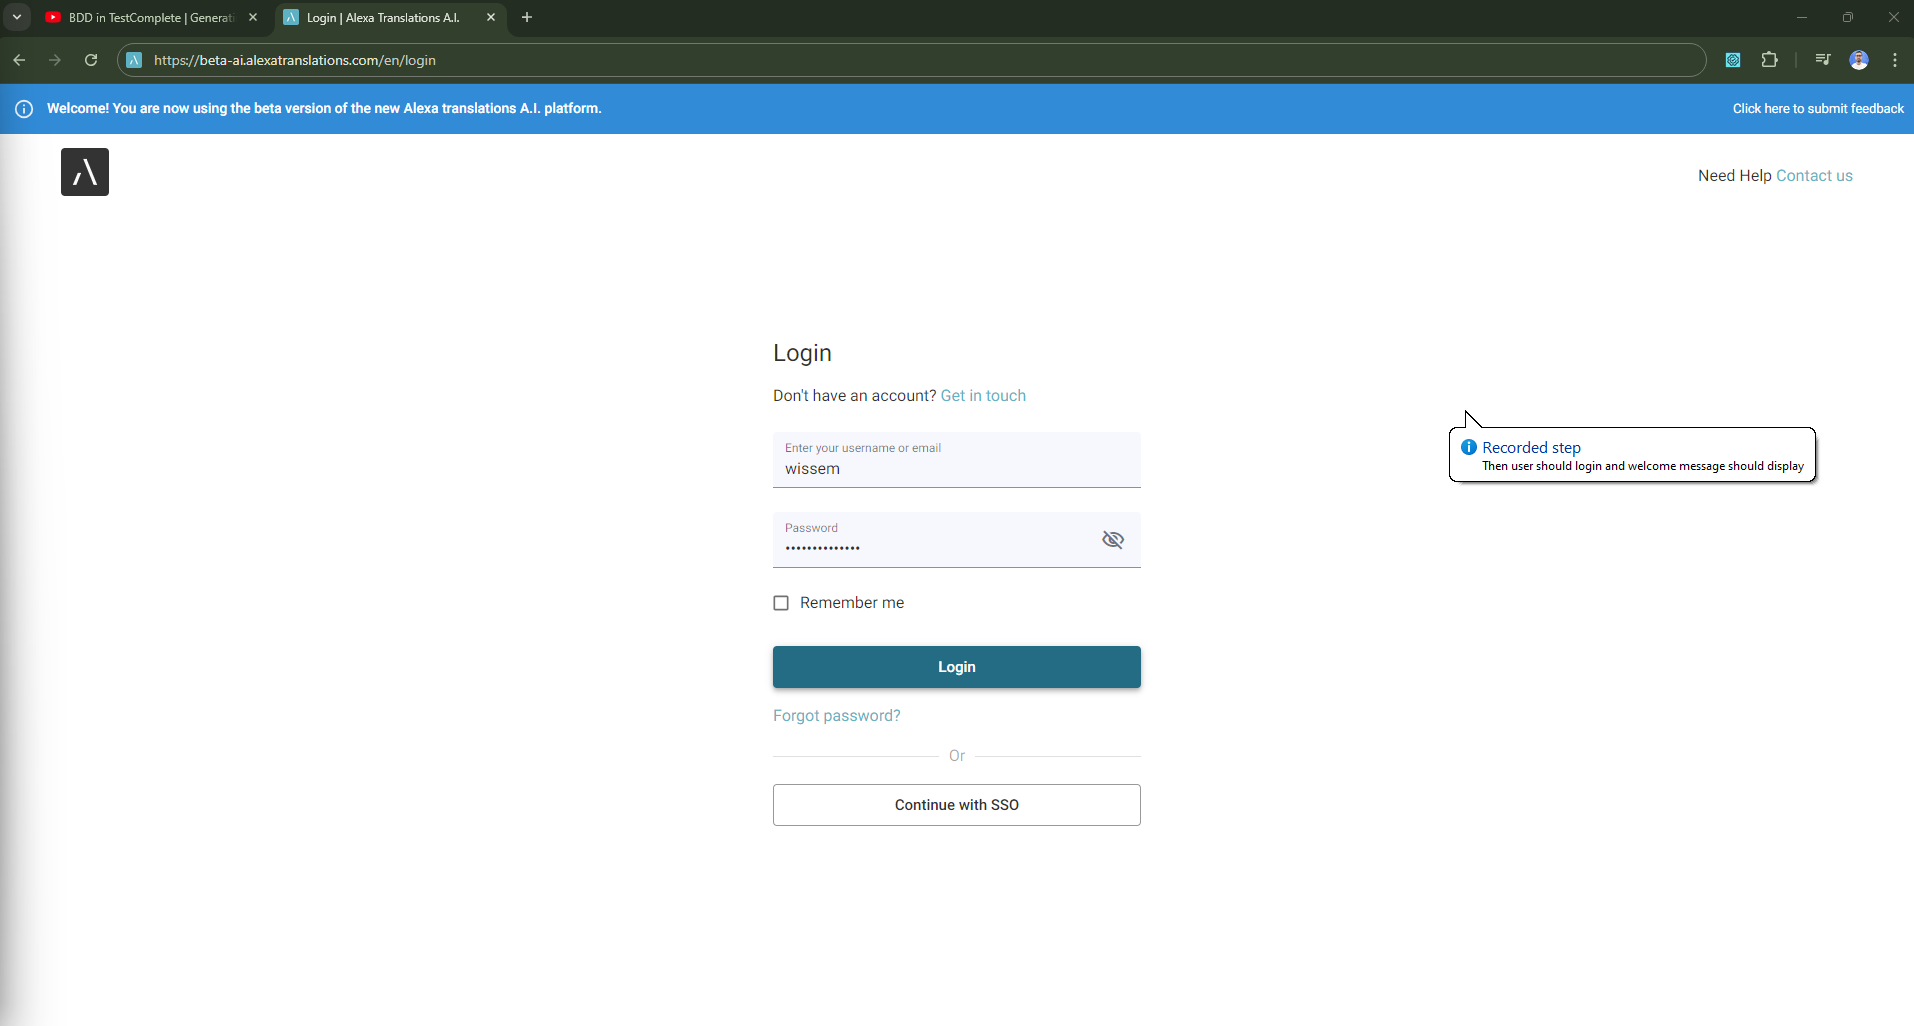 BDD in TestComplete | Generati
Login | Alexa Translations A.I.
https://beta-ai.alexatranslations.com/en/login
Welcome! You are now using the beta version of the new Alexa translations A.I. platform.
Click here to submit feedback
Need Help Contact us
Login
Don't have an account? Get in touch
Enter your username or email
wissem
Recorded step
Then user should login and welcome message should display
Password
••••••••••••••
Remember me
Login
Forgot password?
Or
Continue with SSO